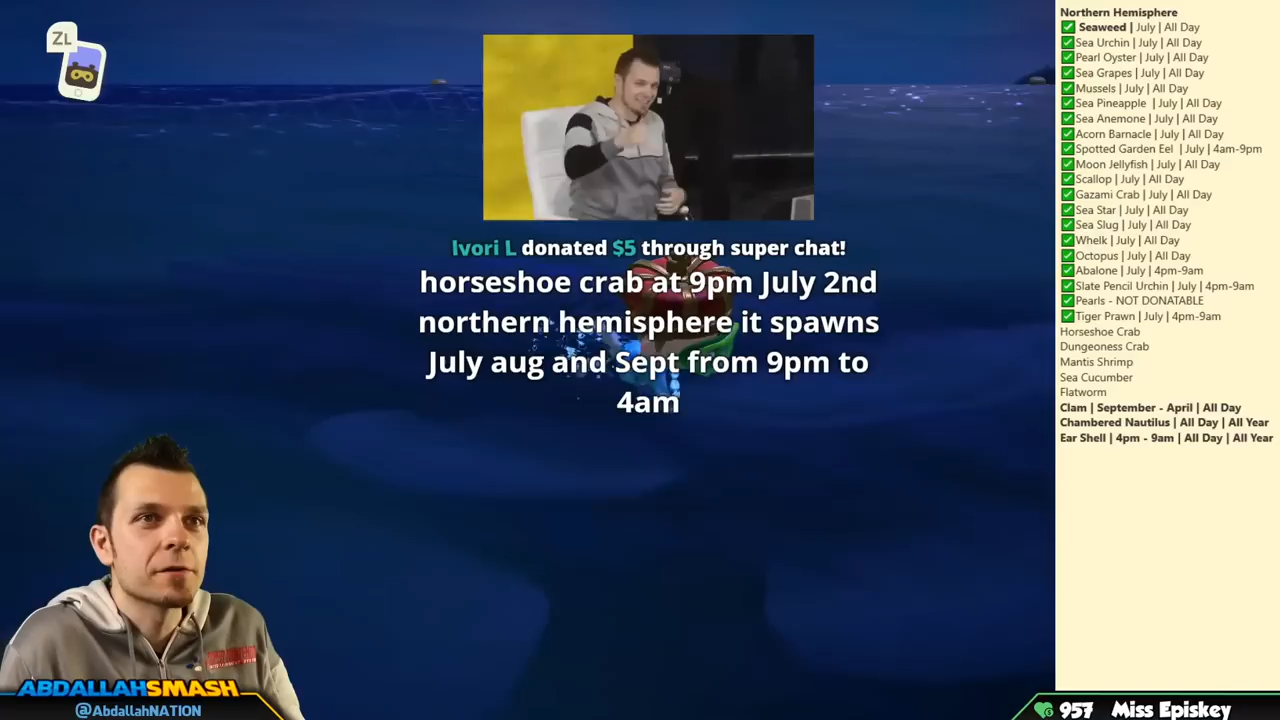 ZL
Ivori L donated $5 through super chat!
horseshoe crab at 9pm July 2nd
northern hemisphere it spawns
July aug and Sept from 9pm to
4am
Northern Hemisphere
✅ Seaweed | July | All Day
✅ Sea Urchin | July | All Day
✅ Pearl Oyster | July | All Day
✅ Sea Grapes | July | All Day
✅ Mussels | July | All Day
✅ Sea Pineapple | July | All Day
✅ Sea Anemone | July | All Day
✅ Acorn Barnacle | July | All Day
✅ Spotted Garden Eel | July | 4am-9pm
✅ Moon Jellyfish | July | All Day
✅ Scallop | July | All Day
✅ Gazami Crab | July | All Day
✅ Sea Star | July | All Day
✅ Sea Slug | July | All Day
✅ Whelk | July | All Day
✅ Octopus | July | All Day
✅ Abalone | July | 4pm-9am
✅ Slate Pencil Urchin | July | 4pm-9am
✅ Pearls - NOT DONATABLE
✅ Tiger Prawn | July | 4pm-9am
Horseshoe Crab
Dungeoness Crab
Mantis Shrimp
Sea Cucumber
Flatworm
Clam | September - April | All Day
Chambered Nautilus | All Day | All Year
Ear Shell | 4pm - 9am | All Day | All Year
ABDALLAHSMASH
@AbdallahNATION
957 Miss Episkey